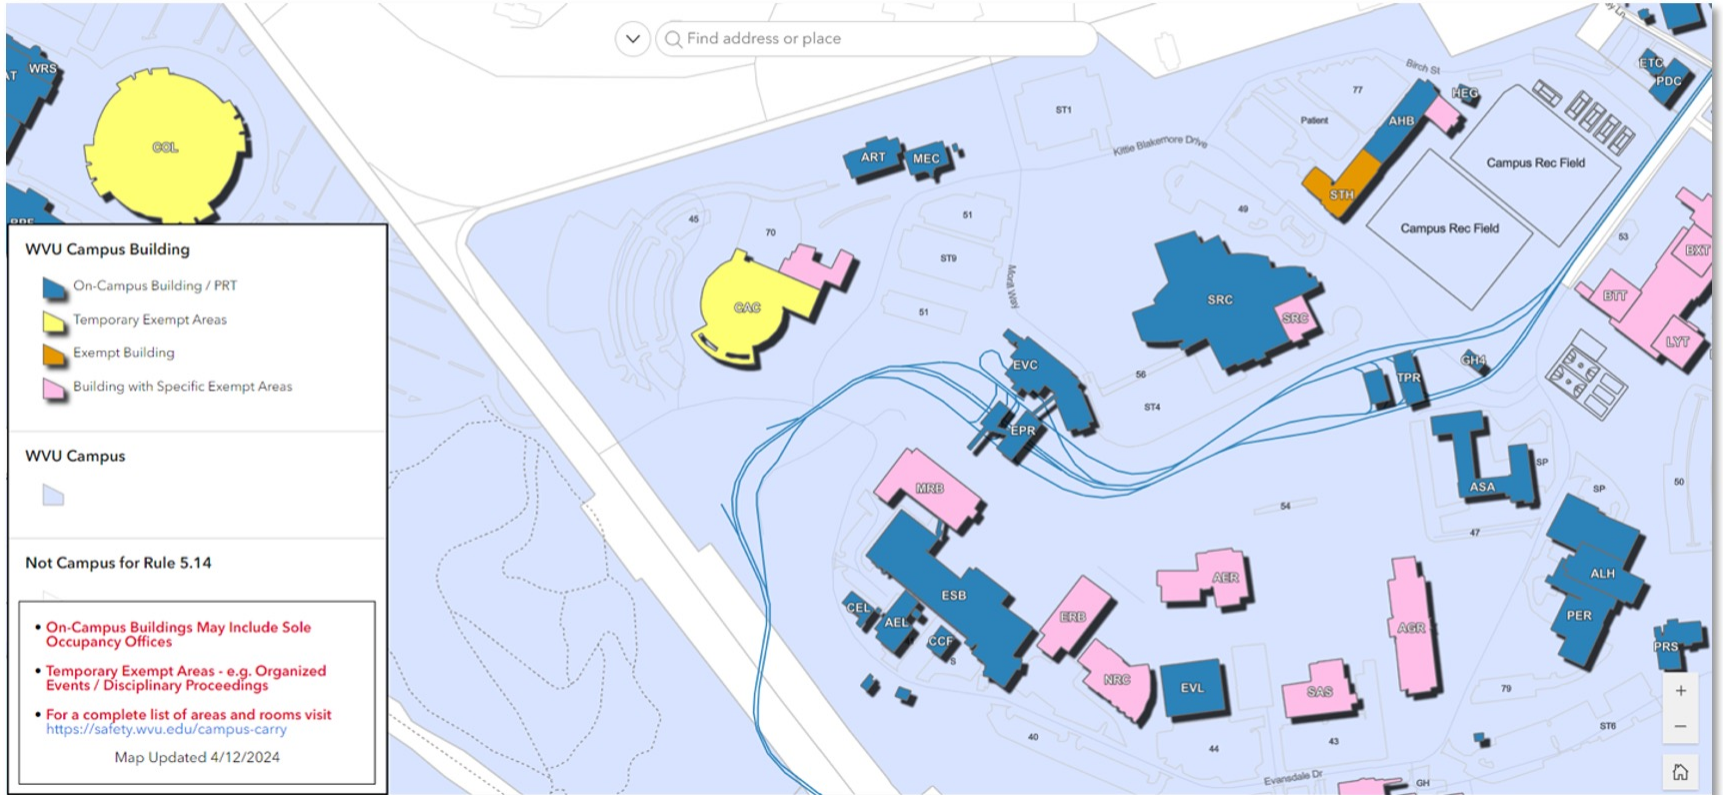 Find address or place
WRS
AT
COL
WVU Campus Building
On-Campus Building / PRT
Temporary Exempt Areas
Exempt Building
Building with Specific Exempt Areas
WVU Campus
Not Campus for Rule 5.14
• On-Campus Buildings May Include Sole
Occupancy Offices
• Temporary Exempt Areas - e.g. Organized
Events / Disciplinary Proceedings
• For a complete list of areas and rooms visit
https://safety.wvu.edu/campus-carry
Map Updated 4/12/2024
ST1
Birch St
77
HEG
ETC
PDC
Patient
AHB
Kittie Blakemore Drive
ART
MEC
Campus Rec Field
STH
45
70
51
49
Campus Rec Field
53
BXT
ST9
Morrill Way
CAC
51
SRC
SRC
BTT
LYT
EVC
56
ST4
GH4
TPR
EPR
MRB
54
ASA
SP
SP
50
47
ESB
CEL
AEL
CCF
S
ERB
AER
AGR
ALH
PER
PRS
NRC
EVL
SAS
79
ST6
40
44
43
Evansdale Dr
GH
+
−